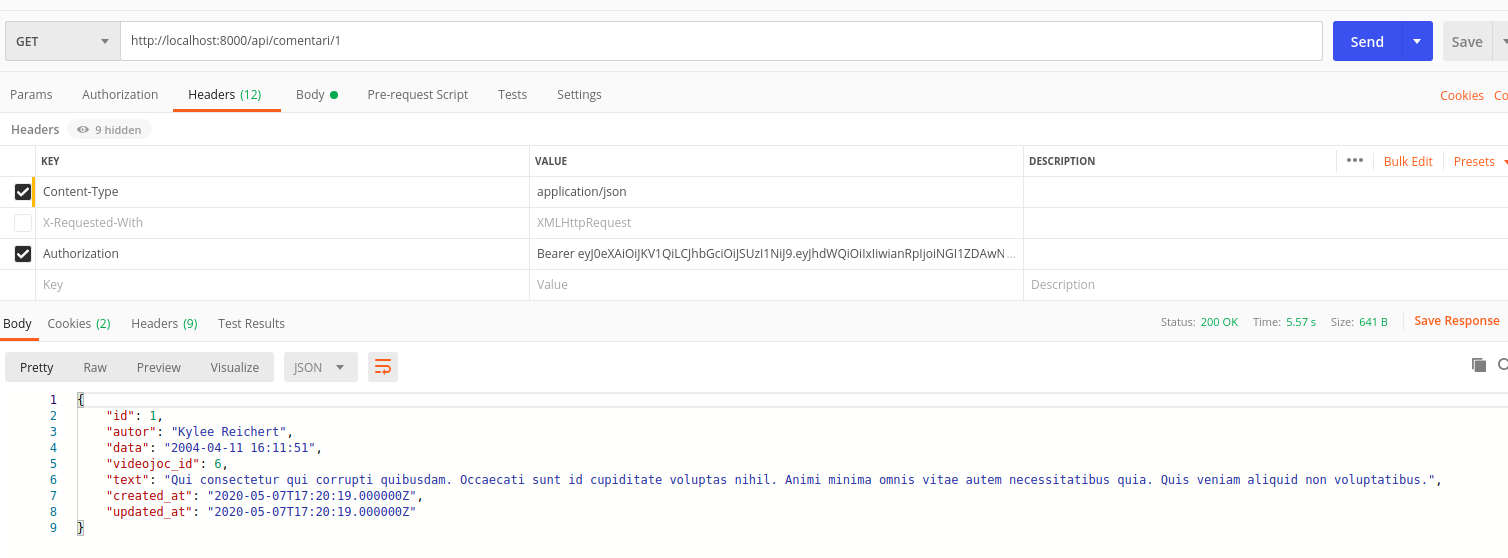 GET http://localhost:8000/api/comentari/1 Send Save
Params Authorization Headers (12) Body Pre-request Script Tests Settings Cookies Co
Headers 9 hidden
KEY VALUE DESCRIPTION ••• Bulk Edit Presets
Content-Type application/json
X-Requested-With XMLHttpRequest
Authorization Bearer eyJ0eXAiOiJKV1QiLCJhbGciOiJSUzI1NiJ9.eyJhdWQiOiIxIiwianRpIjoiNGI1ZDAwN...
Key Value Description
Body Cookies (2) Headers (9) Test Results Status: 200 OK Time: 5.57 s Size: 641 B Save Response
Pretty Raw Preview Visualize JSON
1 {
2 "id": 1,
3 "autor": "Kylee Reichert",
4 "data": "2004-04-11 16:11:51",
5 "videojoc_id": 6,
6 "text": "Qui consectetur qui corrupti quibusdam. Occaecati sunt id cupiditate voluptas nihil. Animi minima omnis vitae autem necessitatibus quia. Quis veniam aliquid non voluptatibus.",
7 "created_at": "2020-05-07T17:20:19.000000Z",
8 "updated_at": "2020-05-07T17:20:19.000000Z"
9 }